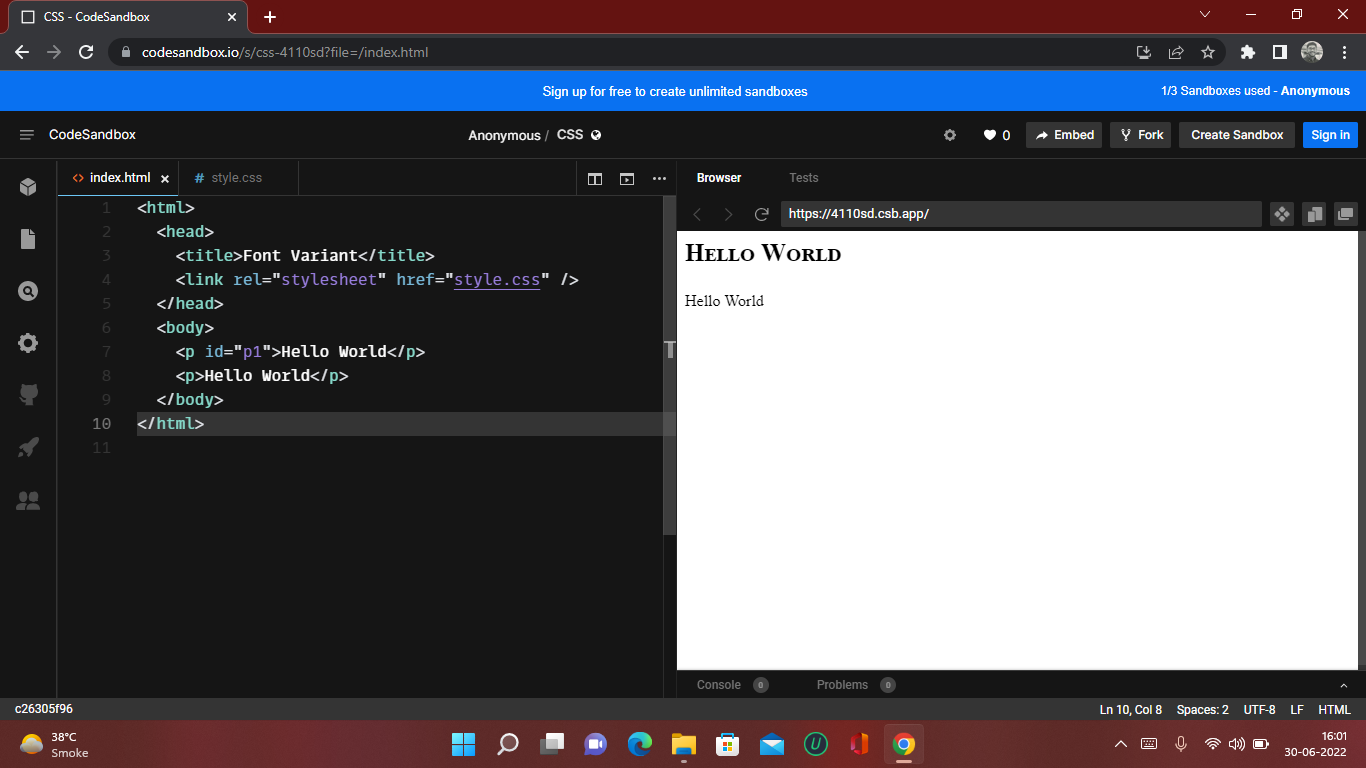 CSS - CodeSandbox
codesandbox.io/s/css-4110sd?file=/index.html
Sign up for free to create unlimited sandboxes
1/3 Sandboxes used - Anonymous
CodeSandbox
Anonymous / CSS
0
Embed
Fork
Create Sandbox
Sign in
<> index.html
# style.css
1 <html>
2 <head>
3 <title>Font Variant</title>
4 <link rel="stylesheet" href="style.css" />
5 </head>
6 <body>
7 <p id="p1">Hello World</p>
8 <p>Hello World</p>
9 </body>
10 </html>
11
Browser
Tests
https://4110sd.csb.app/
Hello World
Hello World
Console 0
Problems 0
c26305f96
Ln 10, Col 8
Spaces: 2
UTF-8
LF
HTML
38°C
Smoke
16:01
30-06-2022